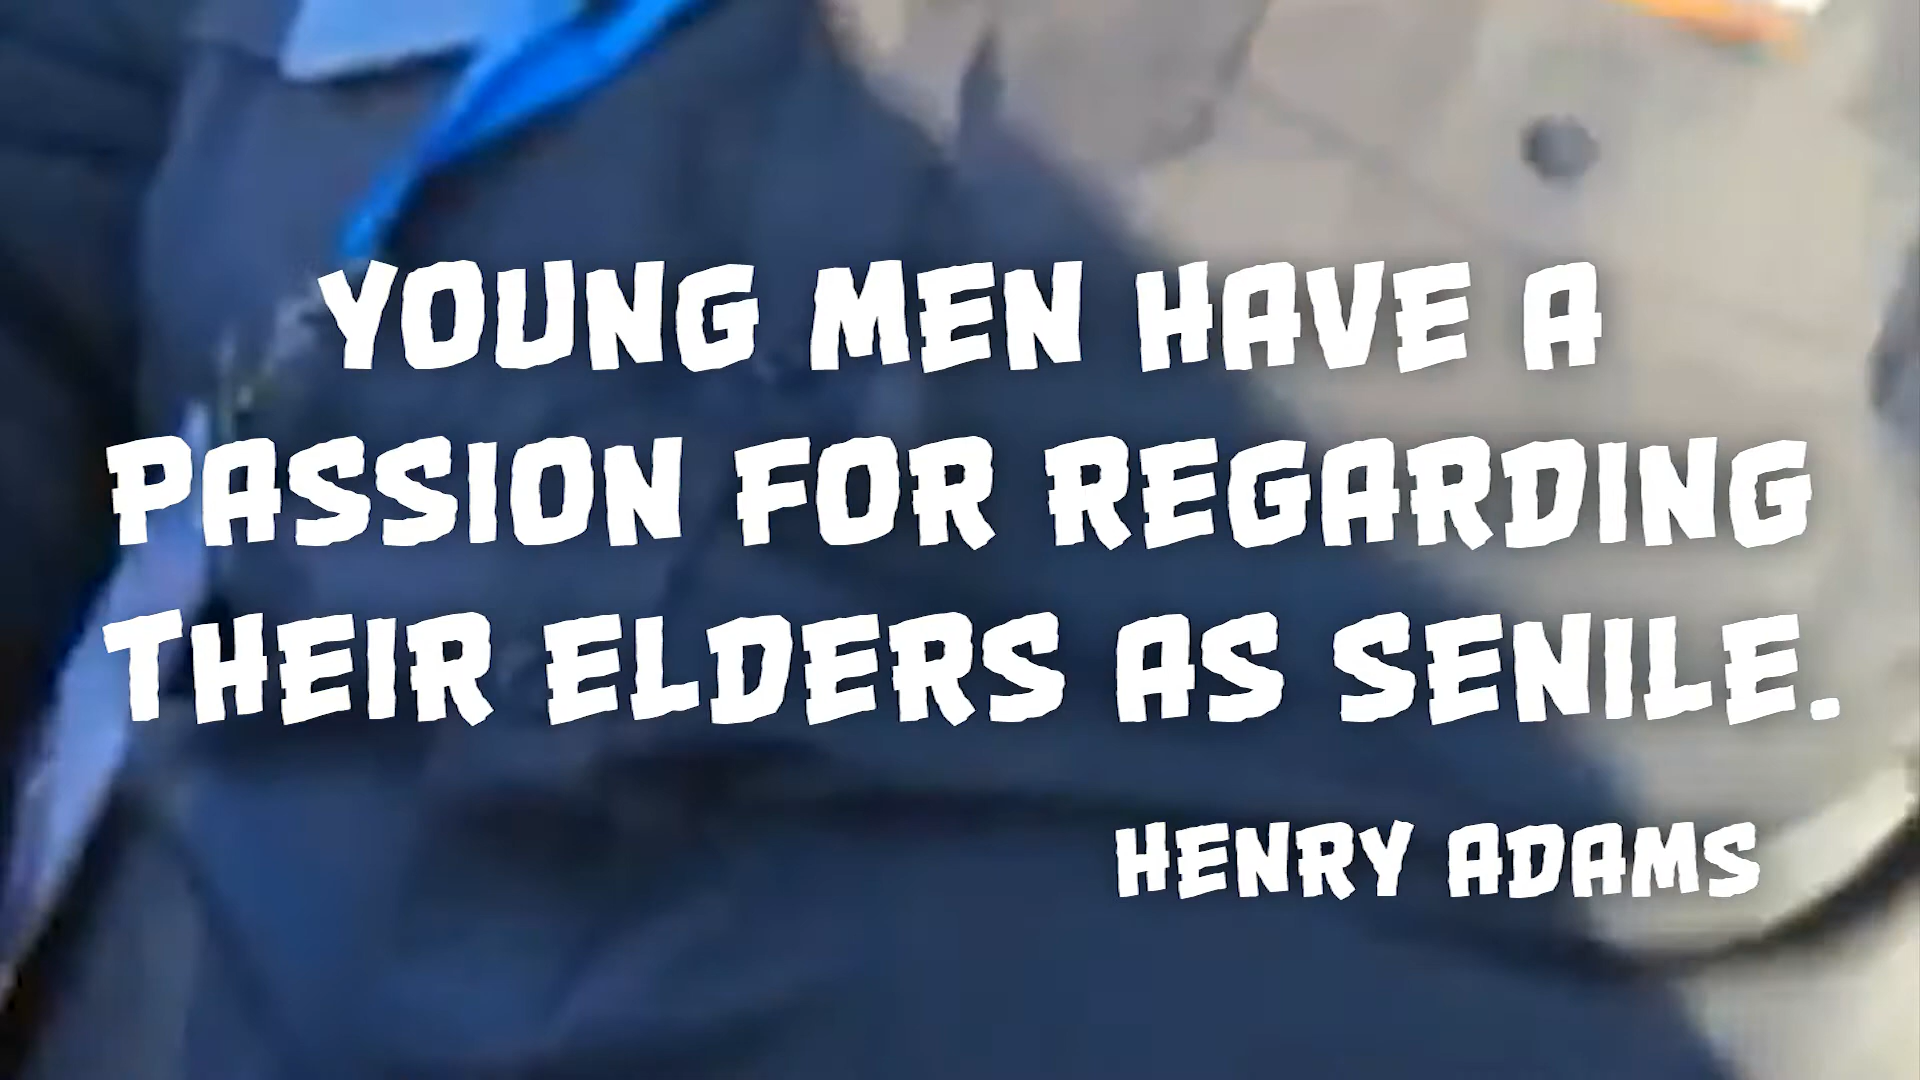 YOUNG MEN HAVE A
PASSION FOR REGARDING
THEIR ELDERS AS SENILE.
HENRY ADAMS